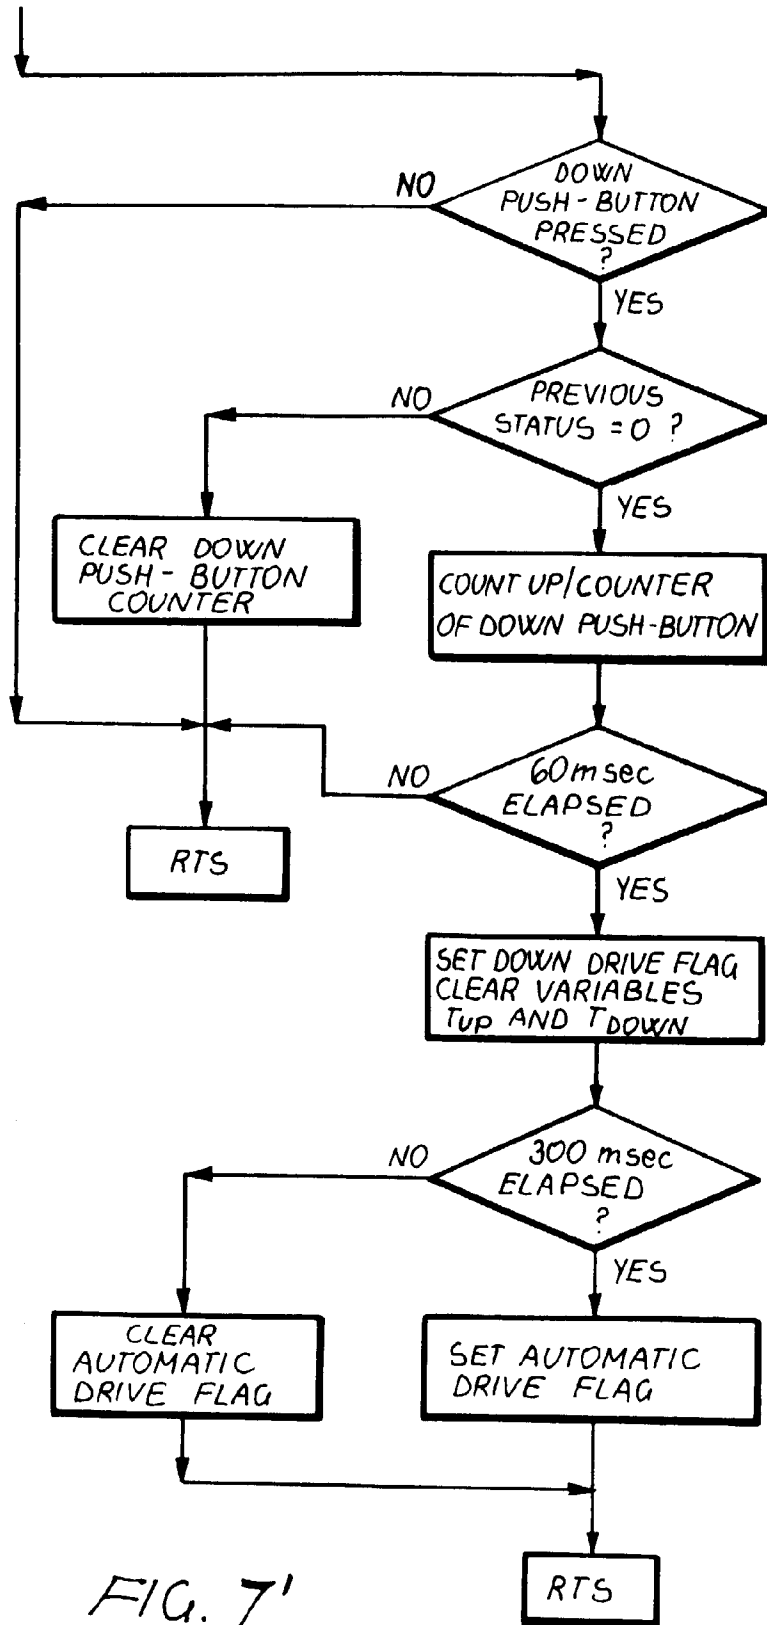 DOWN
PUSH-BUTTON
PRESSED
?
NO
YES
PREVIOUS
STATUS = 0 ?
NO
YES
CLEAR DOWN
PUSH-BUTTON
COUNTER
COUNT UP/COUNTER
OF DOWN PUSH-BUTTON
60 msec
ELAPSED
?
NO
YES
RTS
SET DOWN DRIVE FLAG
CLEAR VARIABLES
TUP AND TDOWN
300 msec
ELAPSED
?
NO
YES
CLEAR
AUTOMATIC
DRIVE FLAG
SET AUTOMATIC
DRIVE FLAG
RTS
FIG. 7'